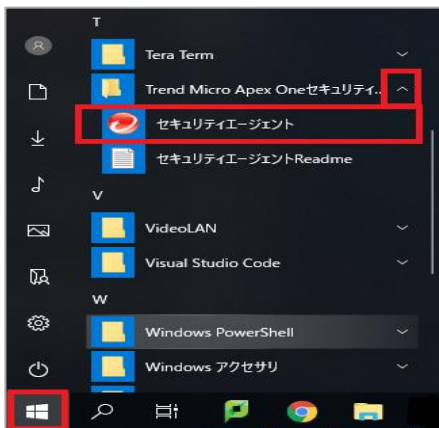 T
Tera Term
Trend Micro Apex Oneセキュリティ...
セキュリティエージェント
セキュリティエージェントReadme
V
VideoLAN
Visual Studio Code
W
Windows PowerShell
Windows アクセサリ